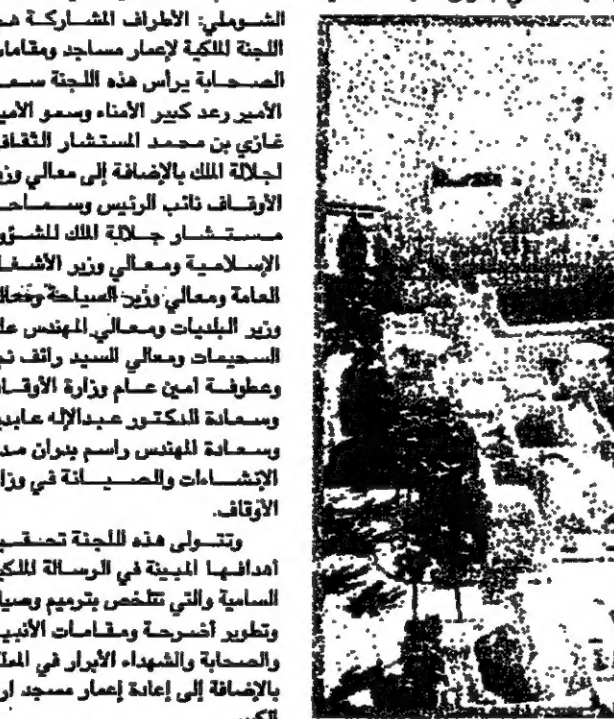 الشوملي: الأطراف المشاركة هي
اللجنة الملكية لإعمار مساجد ومقامات
الصحابة يرأس هذه اللجنة سمو
الأمير رعد كبير الأمناء وسمو الأمير
غازي بن محمد المستشار الثقافي
لجلالة الملك بالإضافة إلى معالي وزير
الأوقاف نائب الرئيس وسماحة
مستشار جلالة الملك للشؤون
الإسلامية ومعالي وزير الأشغال
العامة ومعالي وزير السياحة ومعالي
وزير البلديات ومعالي المهندس علي
السحيمات ومعالي السيد رائف نجم
وعطوفة امين عام وزارة الأوقاف
وسعادة الدكتور عبدالإله
وسعادة المهندس راسم بدران
الإنشاءات والصيانة في وزارة
الأوقاف.
وتتولى هذه اللجنة تحقيق
أهدافها المبينة في الرسالة الملكية
السامية والتي تتلخص بترميم وصيانة
وتطوير أضرحة ومقامات الأنبياء
والصحابة والشهداء الأبرار في
بالإضافة إلى إعادة إعمار مسجد